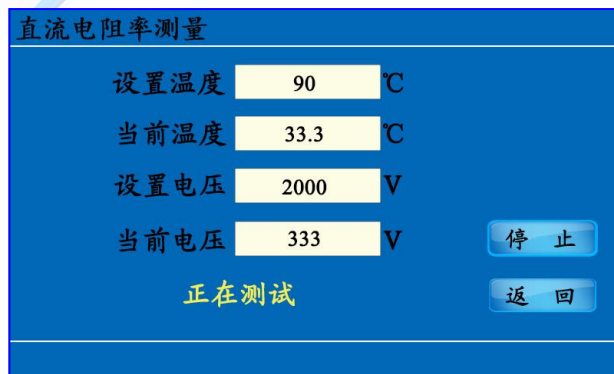 直流电阻率测量
设置温度 90 ℃
当前温度 33.3 ℃
设置电压 2000 V
当前电压 333 V
停 止
正在测试
返 回